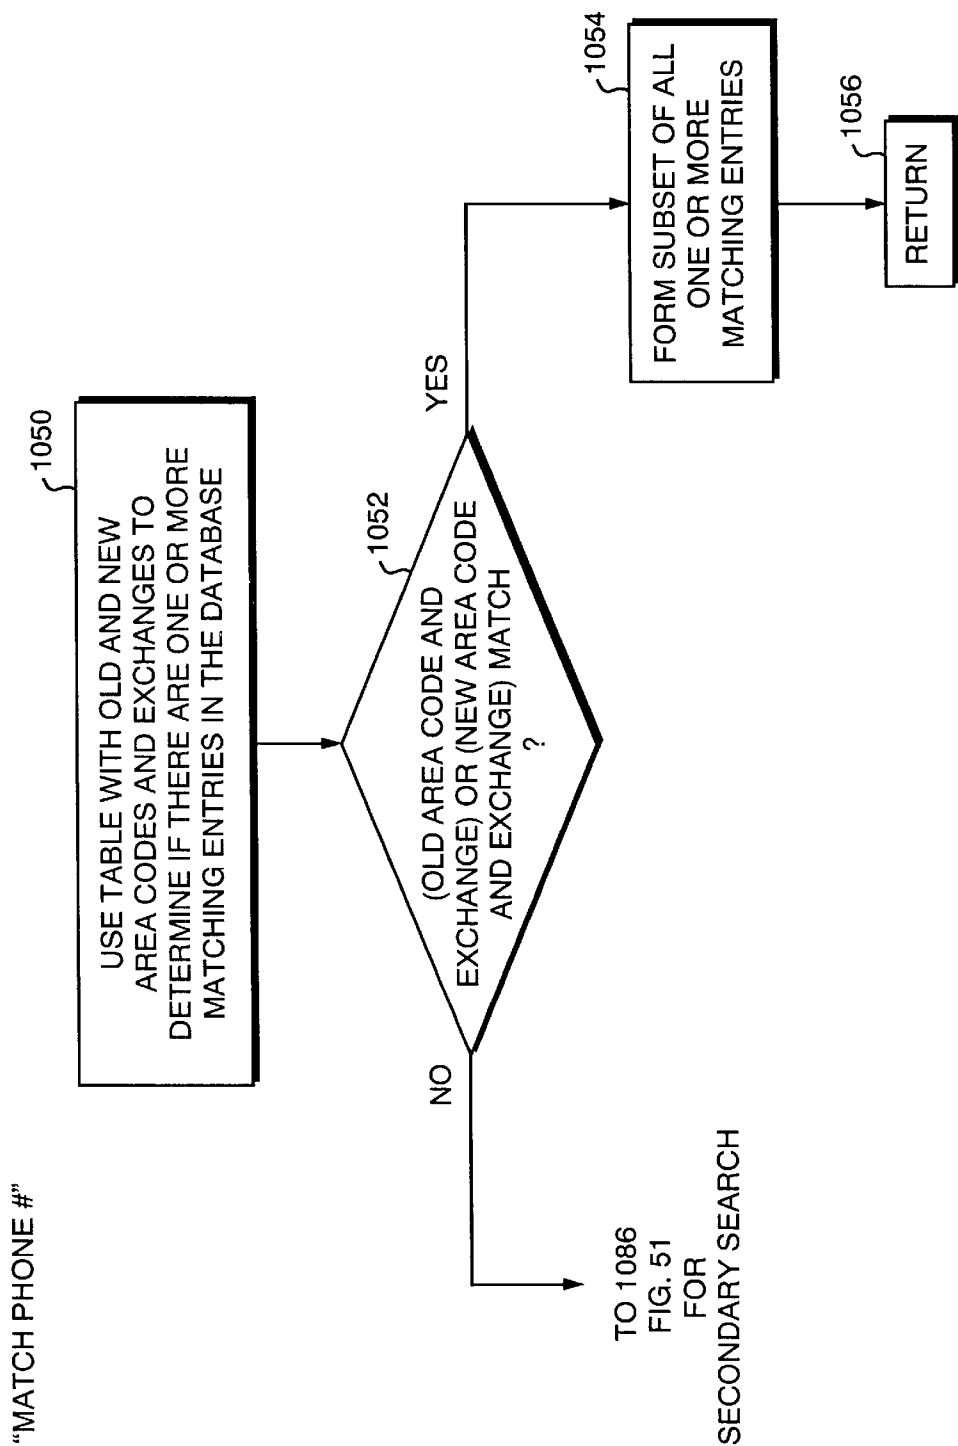 "MATCH PHONE #"
1050
USE TABLE WITH OLD AND NEW
AREA CODES AND EXCHANGES TO
DETERMINE IF THERE ARE ONE OR MORE
MATCHING ENTRIES IN THE DATABASE
1052
(OLD AREA CODE AND
EXCHANGE) OR (NEW AREA CODE
AND EXCHANGE) MATCH
?
NO
YES
TO 1086
FIG. 51
FOR
SECONDARY SEARCH
1054
FORM SUBSET OF ALL
ONE OR MORE
MATCHING ENTRIES
1056
RETURN